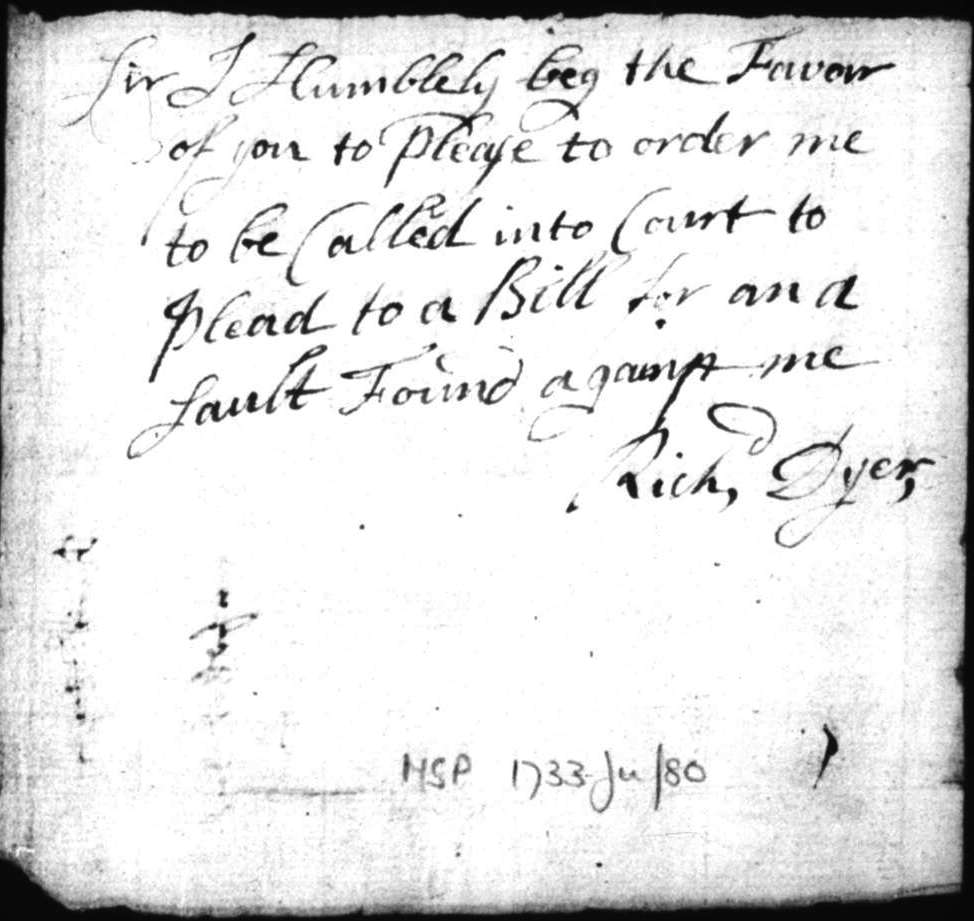 Sir I Humblely beg the Favour
of you to Please to order me
to be Called into Court to
Plead to a Bill for an a
sault Found against me
Richd, Dyer,
MSP 1733 Ju/80